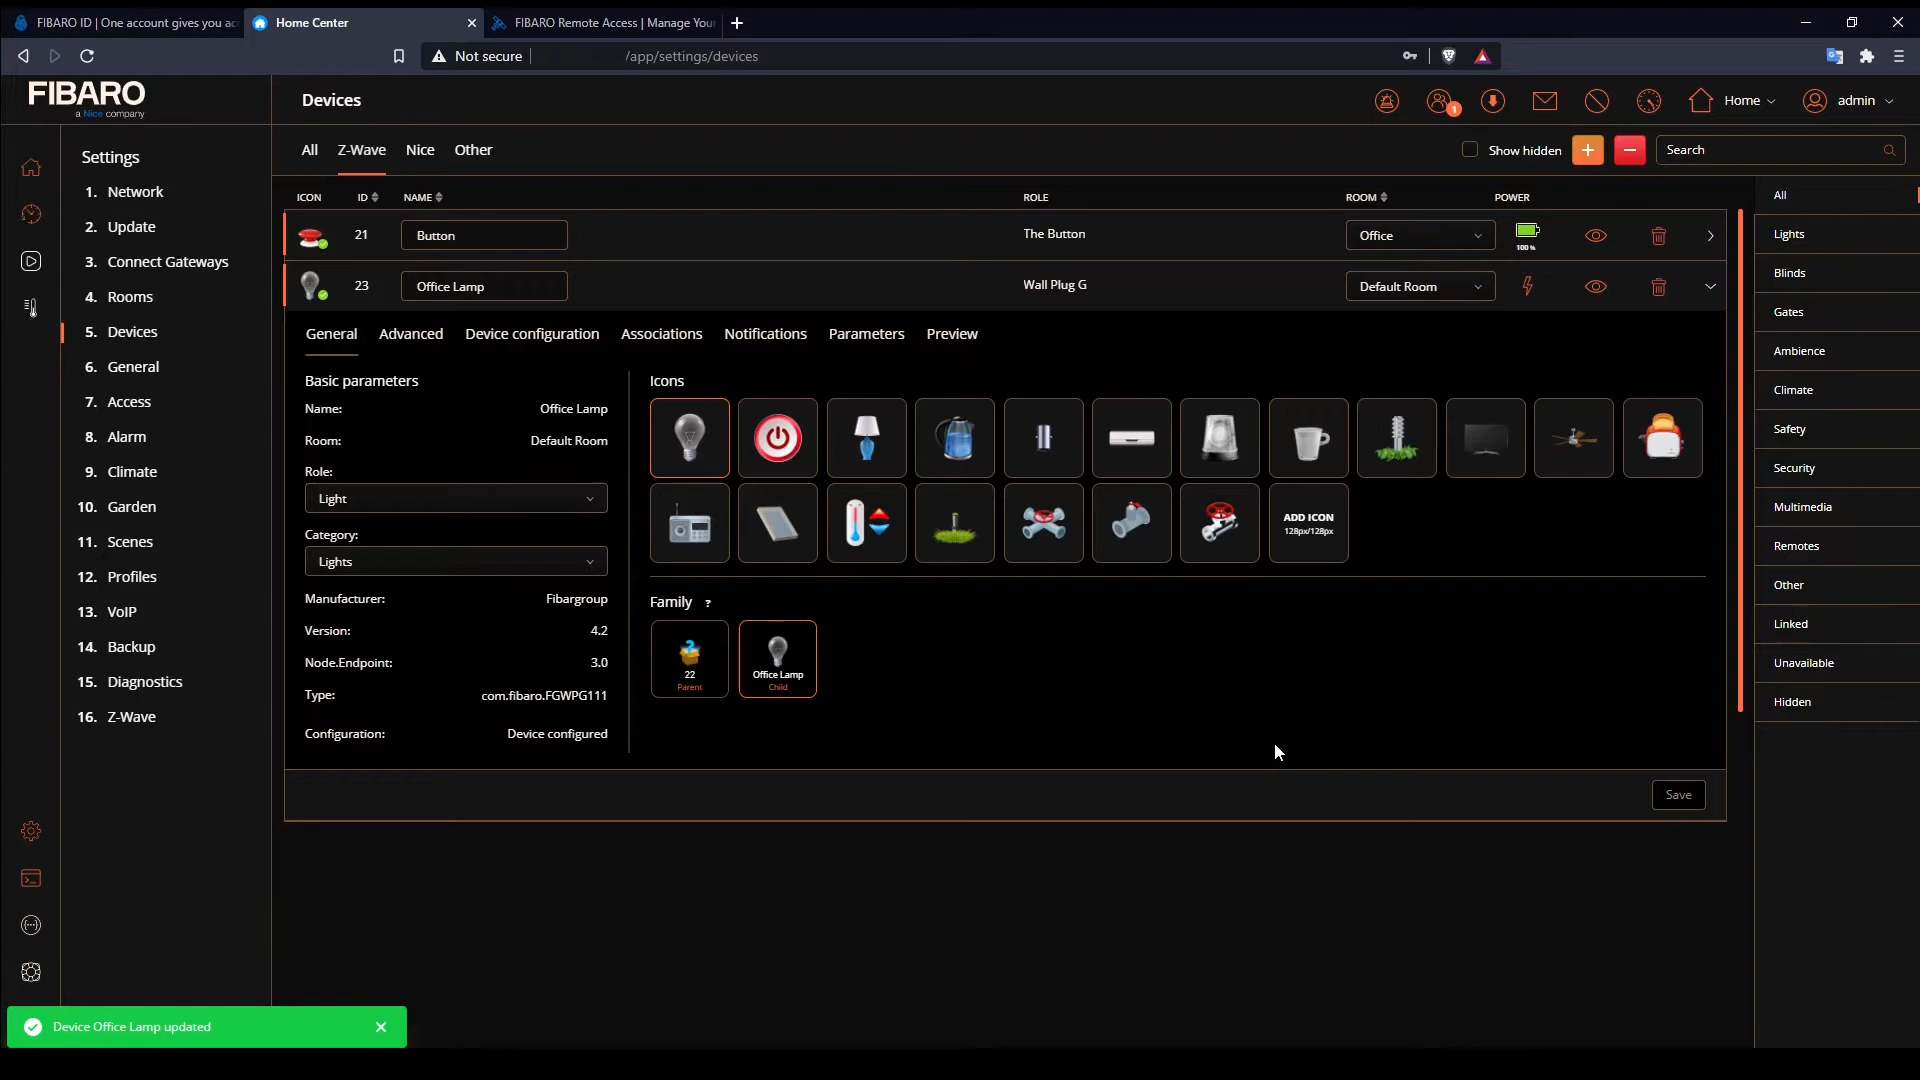 FIBARO ID | One account gives you ac
Home Center
FIBARO Remote Access | Manage Your
Not secure
/app/settings/devices
FIBARO
a Nice company
Devices
1
Home
admin
Settings
1. Network
2. Update
3. Connect Gateways
4. Rooms
5. Devices
6. General
7. Access
8. Alarm
9. Climate
10. Garden
11. Scenes
12. Profiles
13. VoIP
14. Backup
15. Diagnostics
16. Z-Wave
All Z-Wave Nice Other
Show hidden
+
−
Search
ICON ID NAME ROLE ROOM POWER
21 Button The Button Office
100 %
23 Office Lamp Wall Plug G Default Room
General Advanced Device configuration Associations Notifications Parameters Preview
Basic parameters
Name: Office Lamp
Room: Default Room
Role:
Light
Category:
Lights
Manufacturer: Fibargroup
Version: 4.2
Node.Endpoint: 3.0
Type: com.fibaro.FGWPG111
Configuration: Device configured
Icons
ADD ICON
128px/128px
Family ?
22
Parent
Office Lamp
Child
Save
All
Lights
Blinds
Gates
Ambience
Climate
Safety
Security
Multimedia
Remotes
Other
Linked
Unavailable
Hidden
Device Office Lamp updated